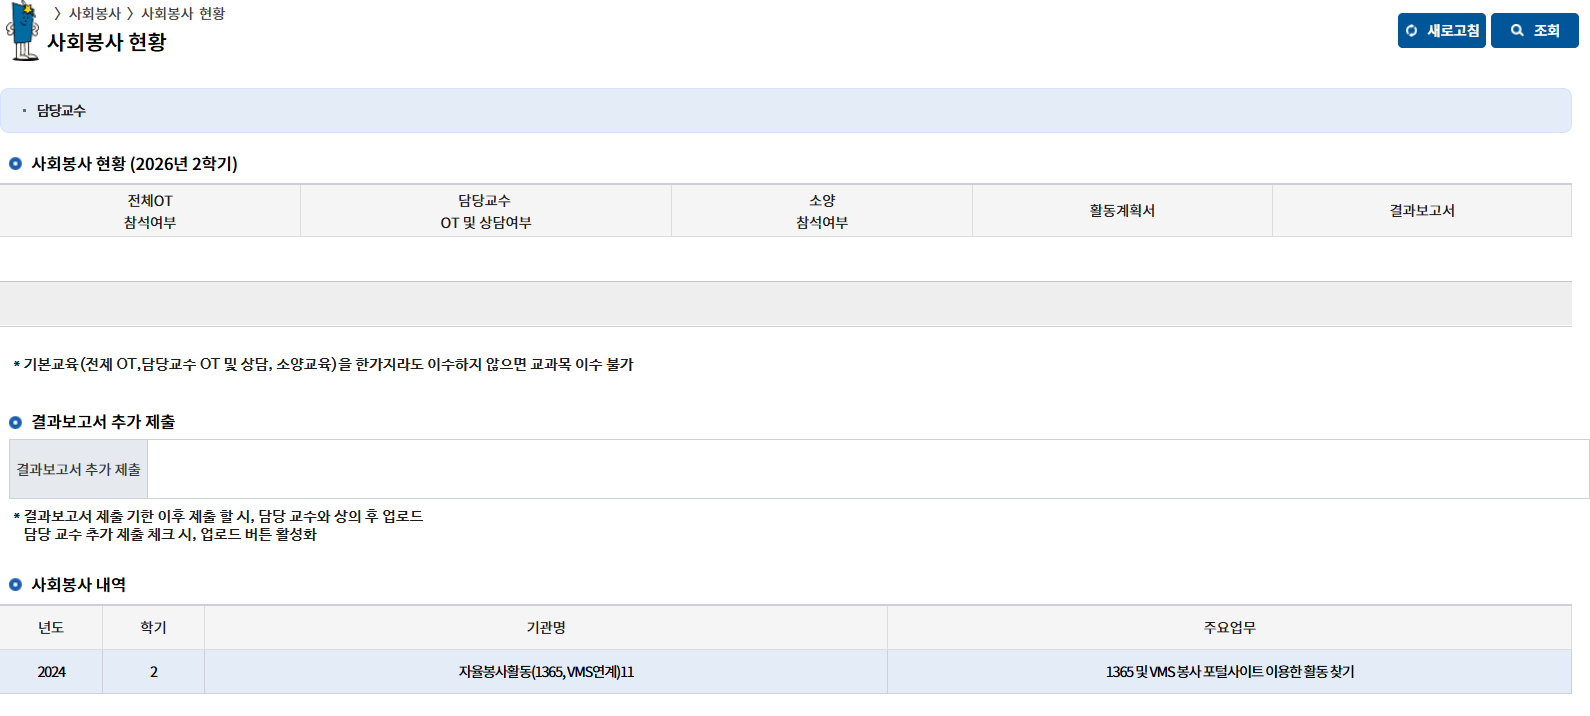 〉 사회봉사 〉 사회봉사 현황
사회봉사 현황
새로고침
조회
· 담당교수
사회봉사 현황 (2026년 2학기)
전체OT
참석여부
담당교수
OT 및 상담여부
소양
참석여부
활동계획서
결과보고서
* 기본교육(전제 OT,담당교수 OT 및 상담, 소양교육)을 한가지라도 이수하지 않으면 교과목 이수 불가
결과보고서 추가 제출
결과보고서 추가 제출
* 결과보고서 제출 기한 이후 제출 할 시, 담당 교수와 상의 후 업로드
담당 교수 추가 제출 체크 시, 업로드 버튼 활성화
사회봉사 내역
년도 학기 기관명 주요업무
2024 2 자율봉사활동(1365, VMS연계)11 1365 및 VMS 봉사 포털사이트 이용한 활동 찾기